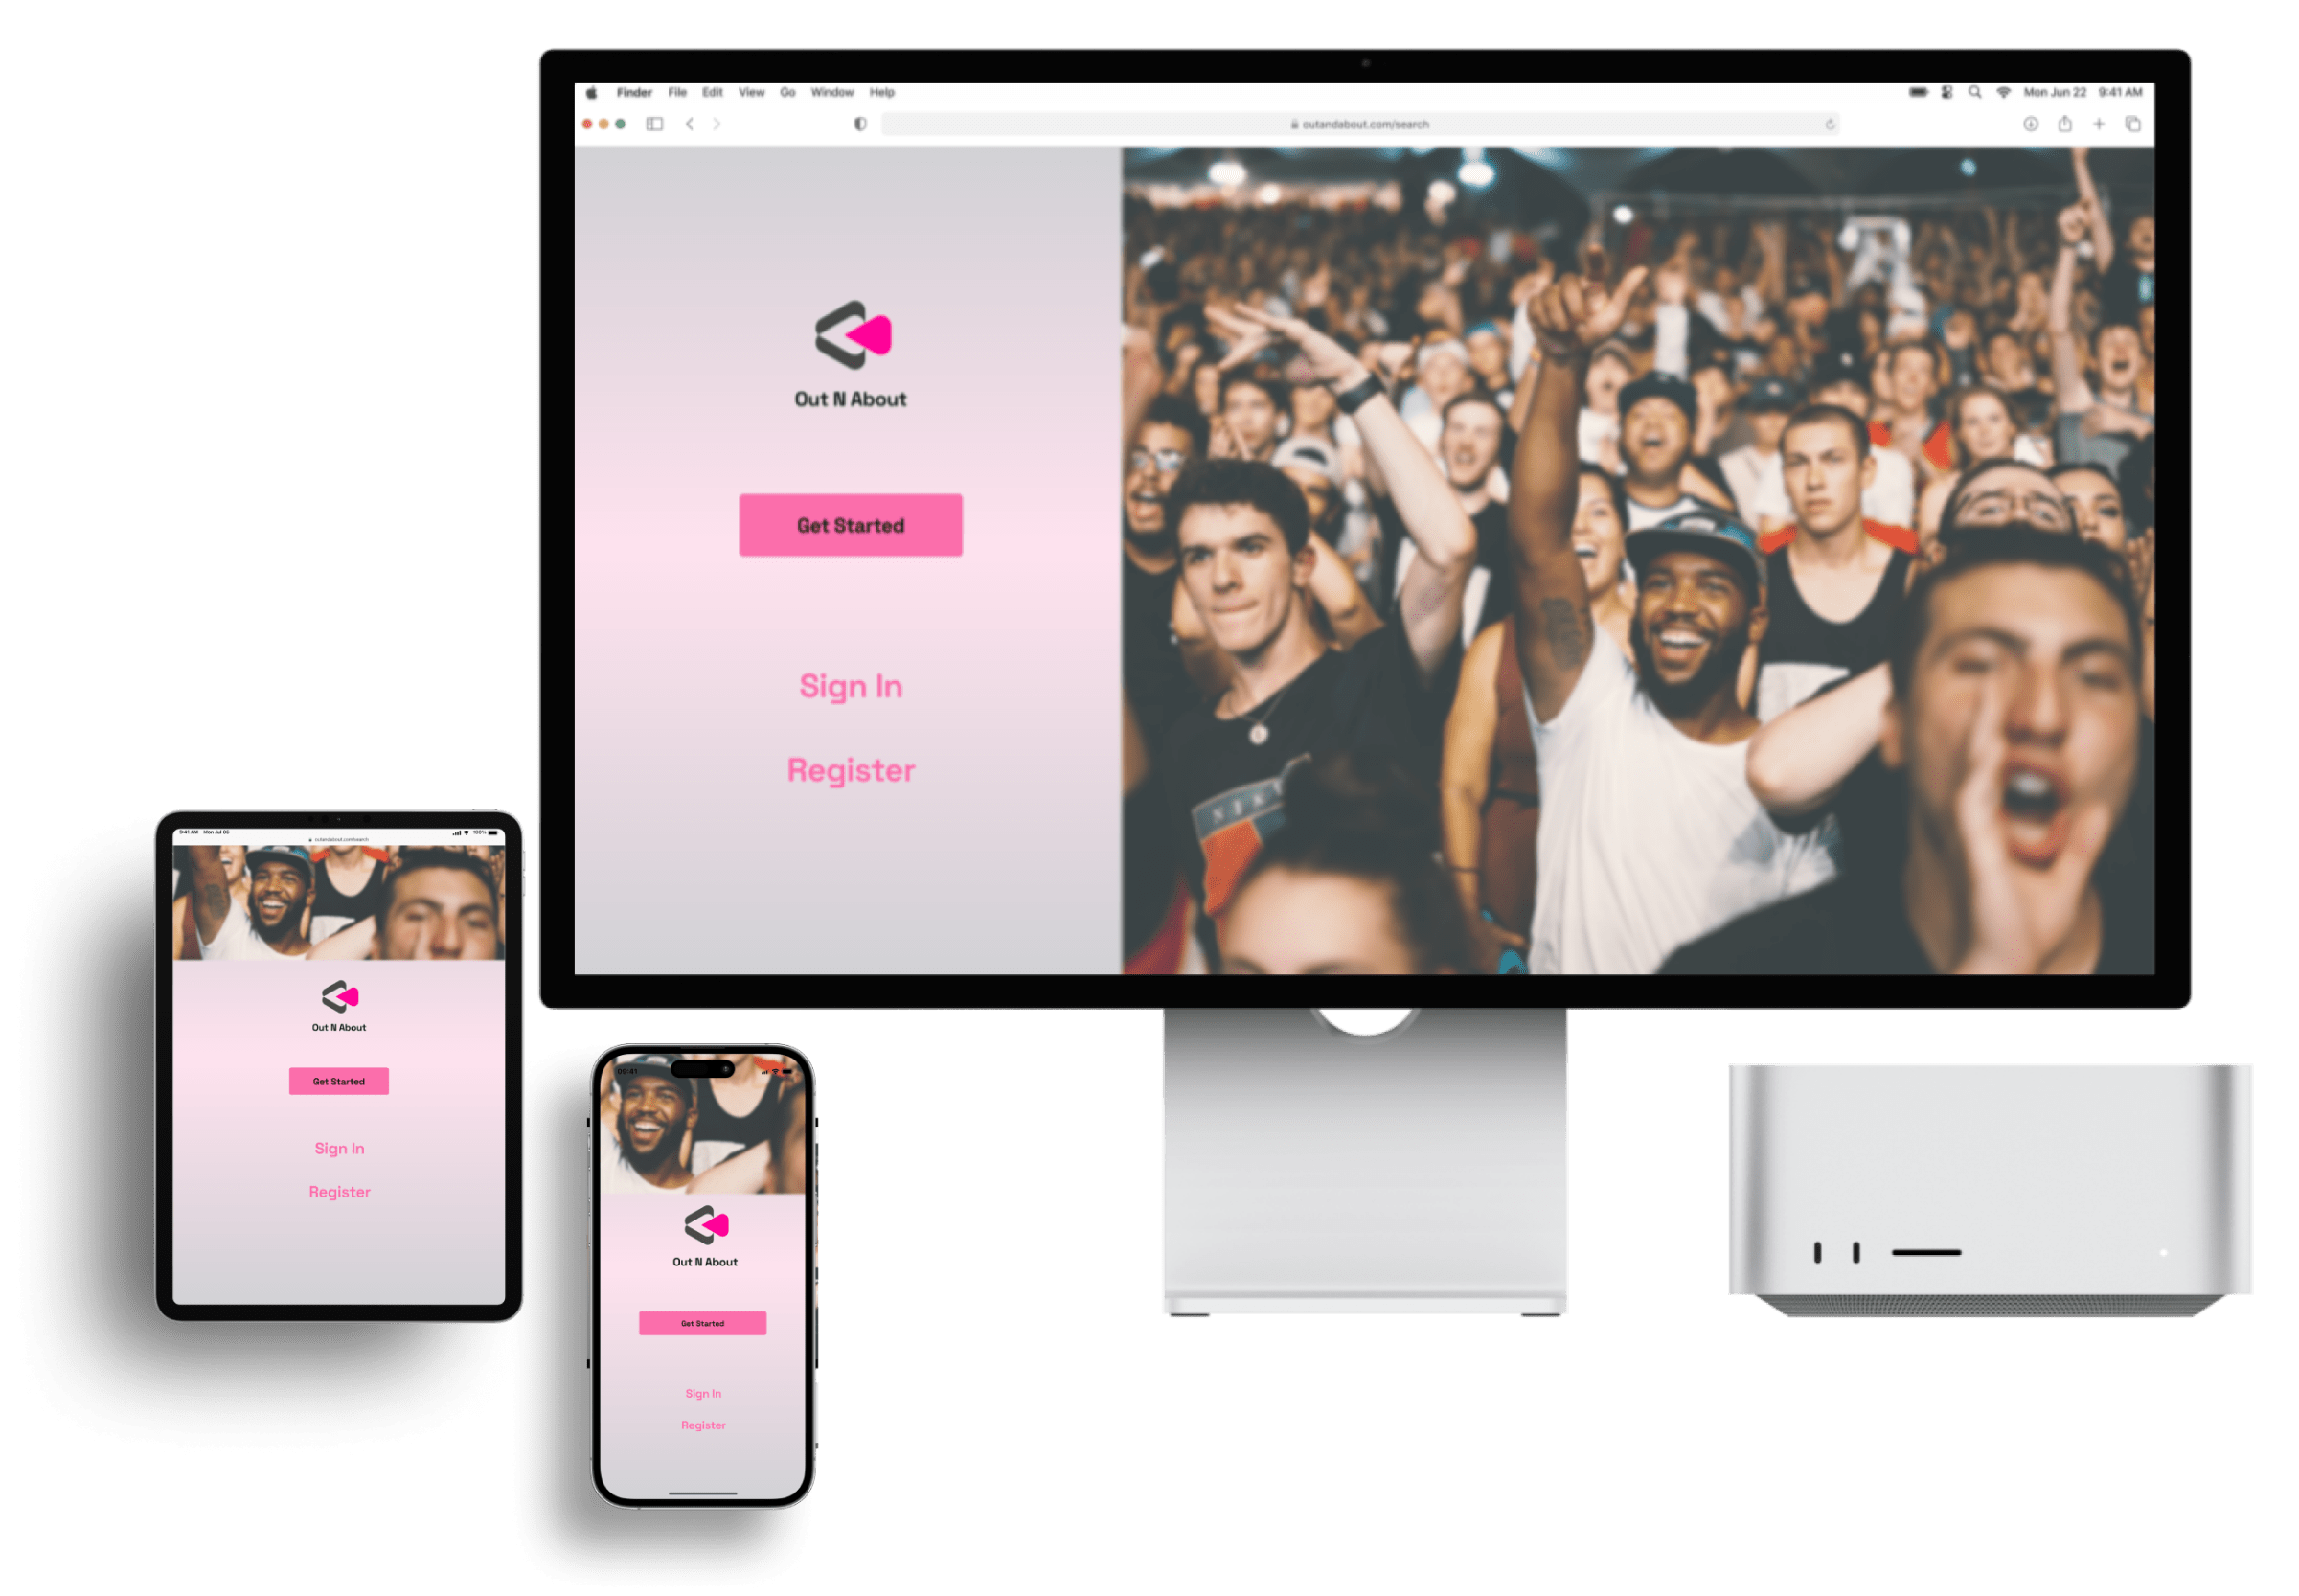 Finder File Edit View Go Window Help
Mon Jun 22 9:41 AM
outandabout.com/search
Out N About
Get Started
Sign In
Register
NIKE
9:41 AM Mon Jul 06
100%
outandabout.com/search
Out N About
Get Started
Sign In
Register
09:41
Out N About
Get Started
Sign In
Register